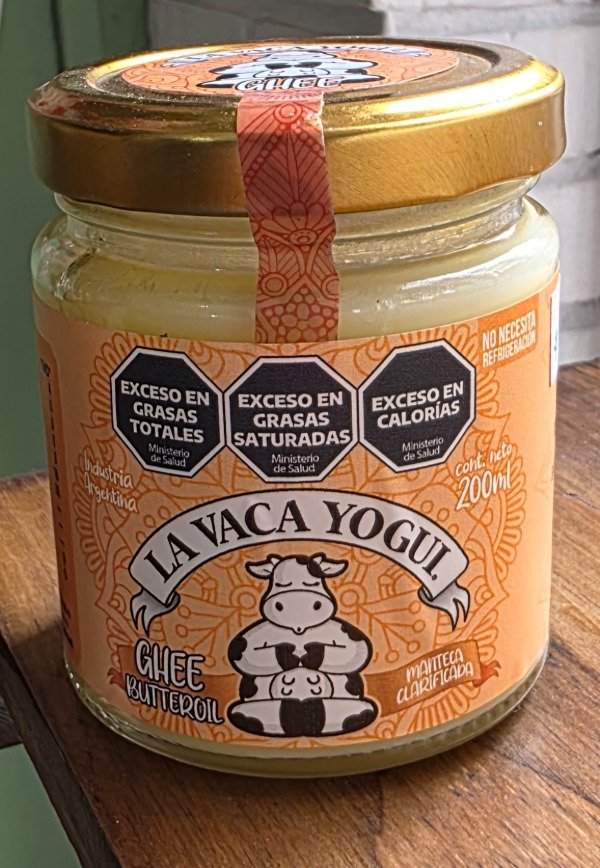 GHEE
NO NECESITA
REFRIGERACIÓN
EXCESO EN
GRASAS
TOTALES
Ministerio
de Salud
EXCESO EN
GRASAS
SATURADAS
Ministerio
de Salud
EXCESO EN
CALORÍAS
Ministerio
de Salud
Industria
Argentina
cont. neto
200ml
LA VACA YOGUI.
GHEE
BUTTEROIL
MANTECA
CLARIFICADA